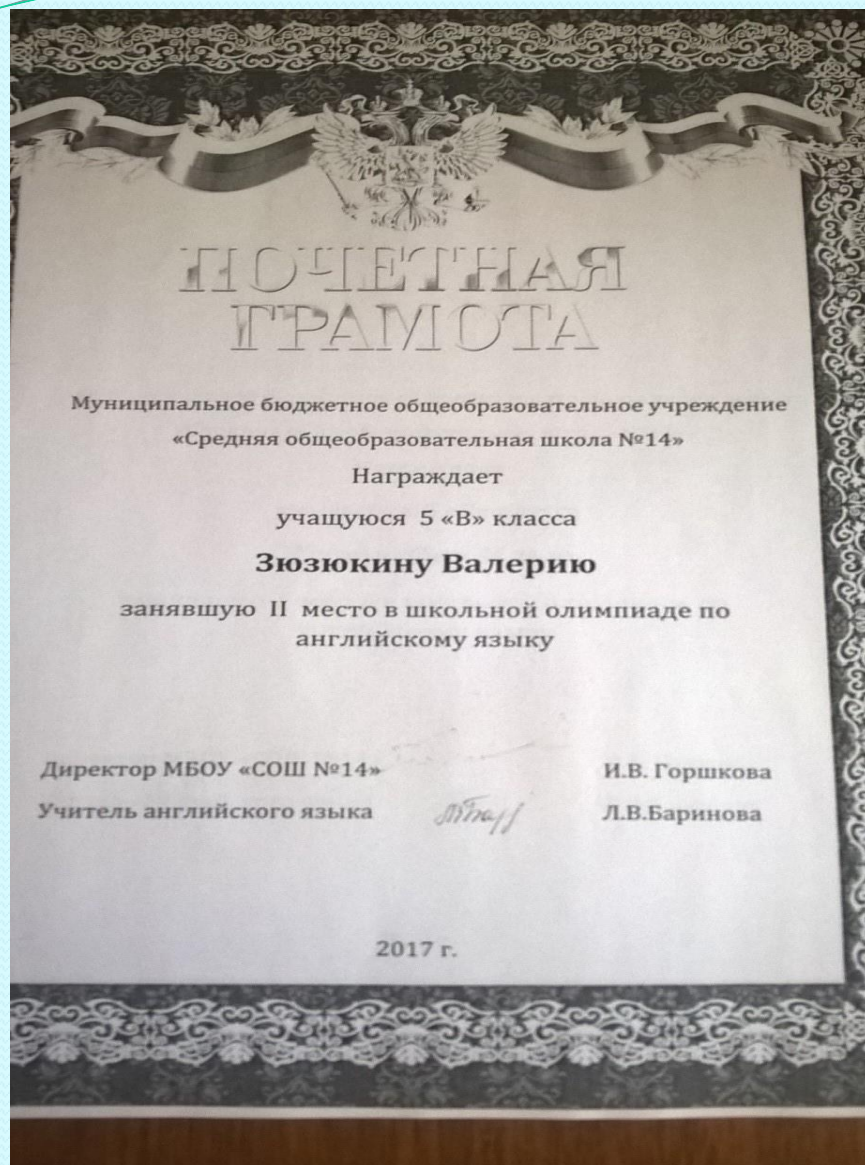 ПОЧЕТНАЯ
ГРАМОТА
Муниципальное бюджетное общеобразовательное учреждение
«Средняя общеобразовательная школа №14»
Награждает
учащуюся 5 «В» класса
Зюзюкину Валерию
занявшую II место в школьной олимпиаде по
английскому языку
Директор МБОУ «СОШ №14» И.В. Горшкова
Учитель английского языка Л.В.Баринова
2017 г.